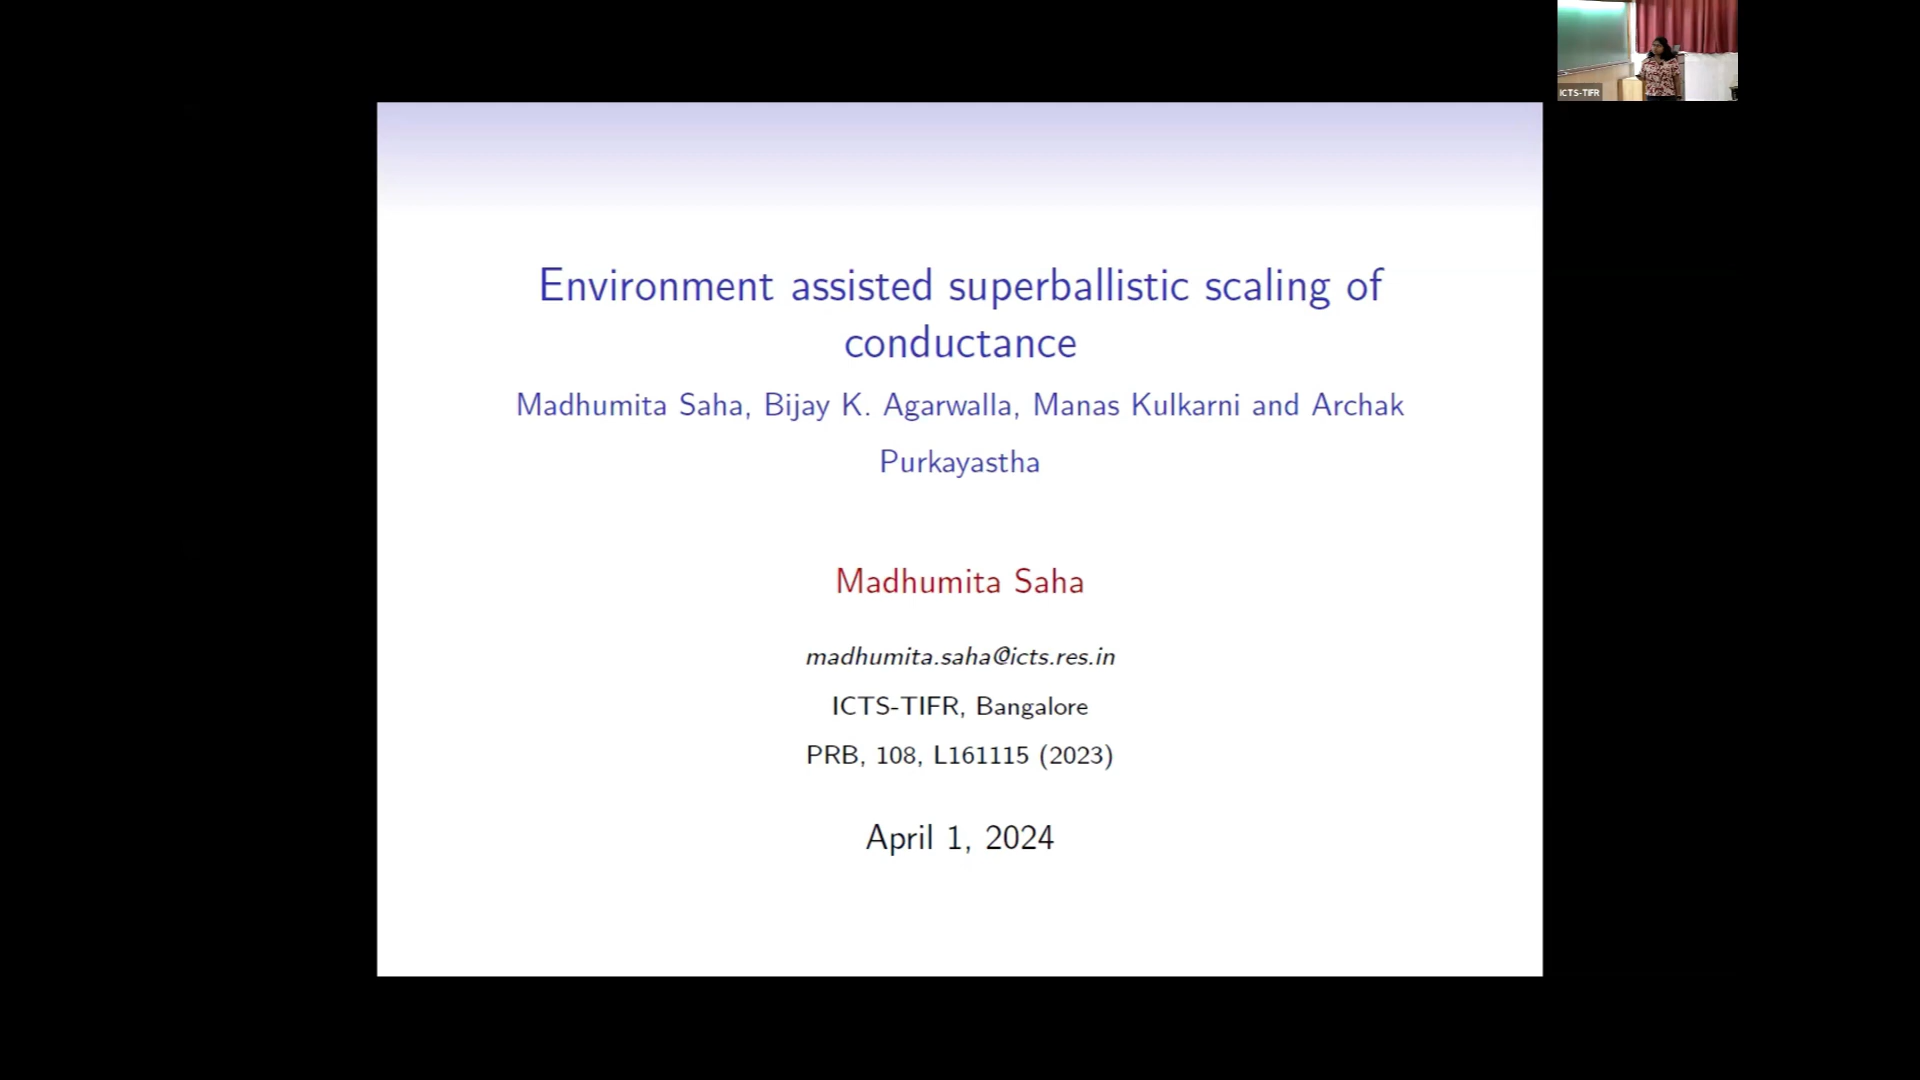 ICTS-TIFR
Environment assisted superballistic scaling of
conductance
Madhumita Saha, Bijay K. Agarwalla, Manas Kulkarni and Archak
Purkayastha
Madhumita Saha
madhumita.saha@icts.res.in
ICTS-TIFR, Bangalore
PRB, 108, L161115 (2023)
April 1, 2024